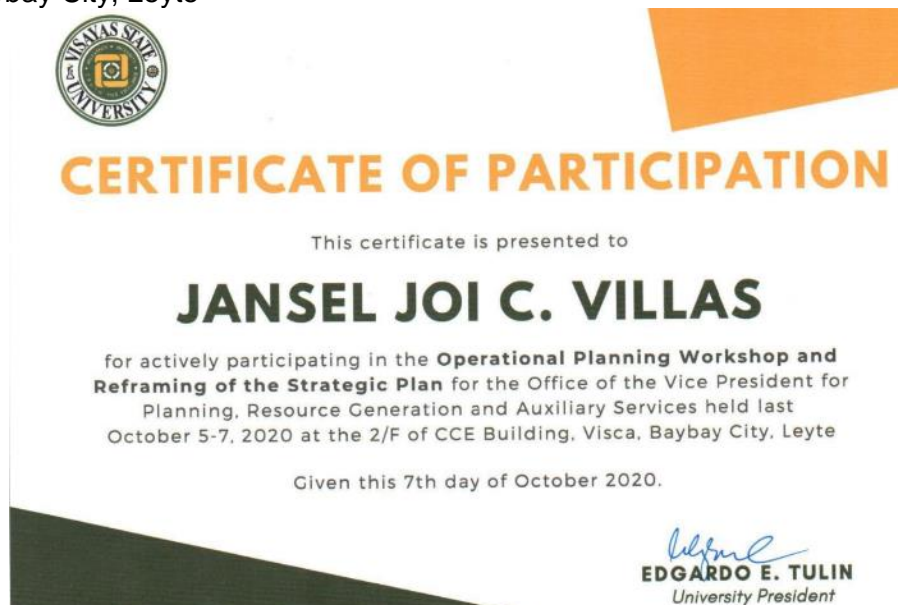 bay City, Leyte
VISAYAS STATE
UNIVERSITY
CERTIFICATE OF PARTICIPATION
This certificate is presented to
JANSEL JOI C. VILLAS
for actively participating in the Operational Planning Workshop and
Reframing of the Strategic Plan for the Office of the Vice President for
Planning, Resource Generation and Auxiliary Services held last
October 5-7, 2020 at the 2/F of CCE Building, Visca, Baybay City, Leyte
Given this 7th day of October 2020.
EDGARDO E. TULIN
University President